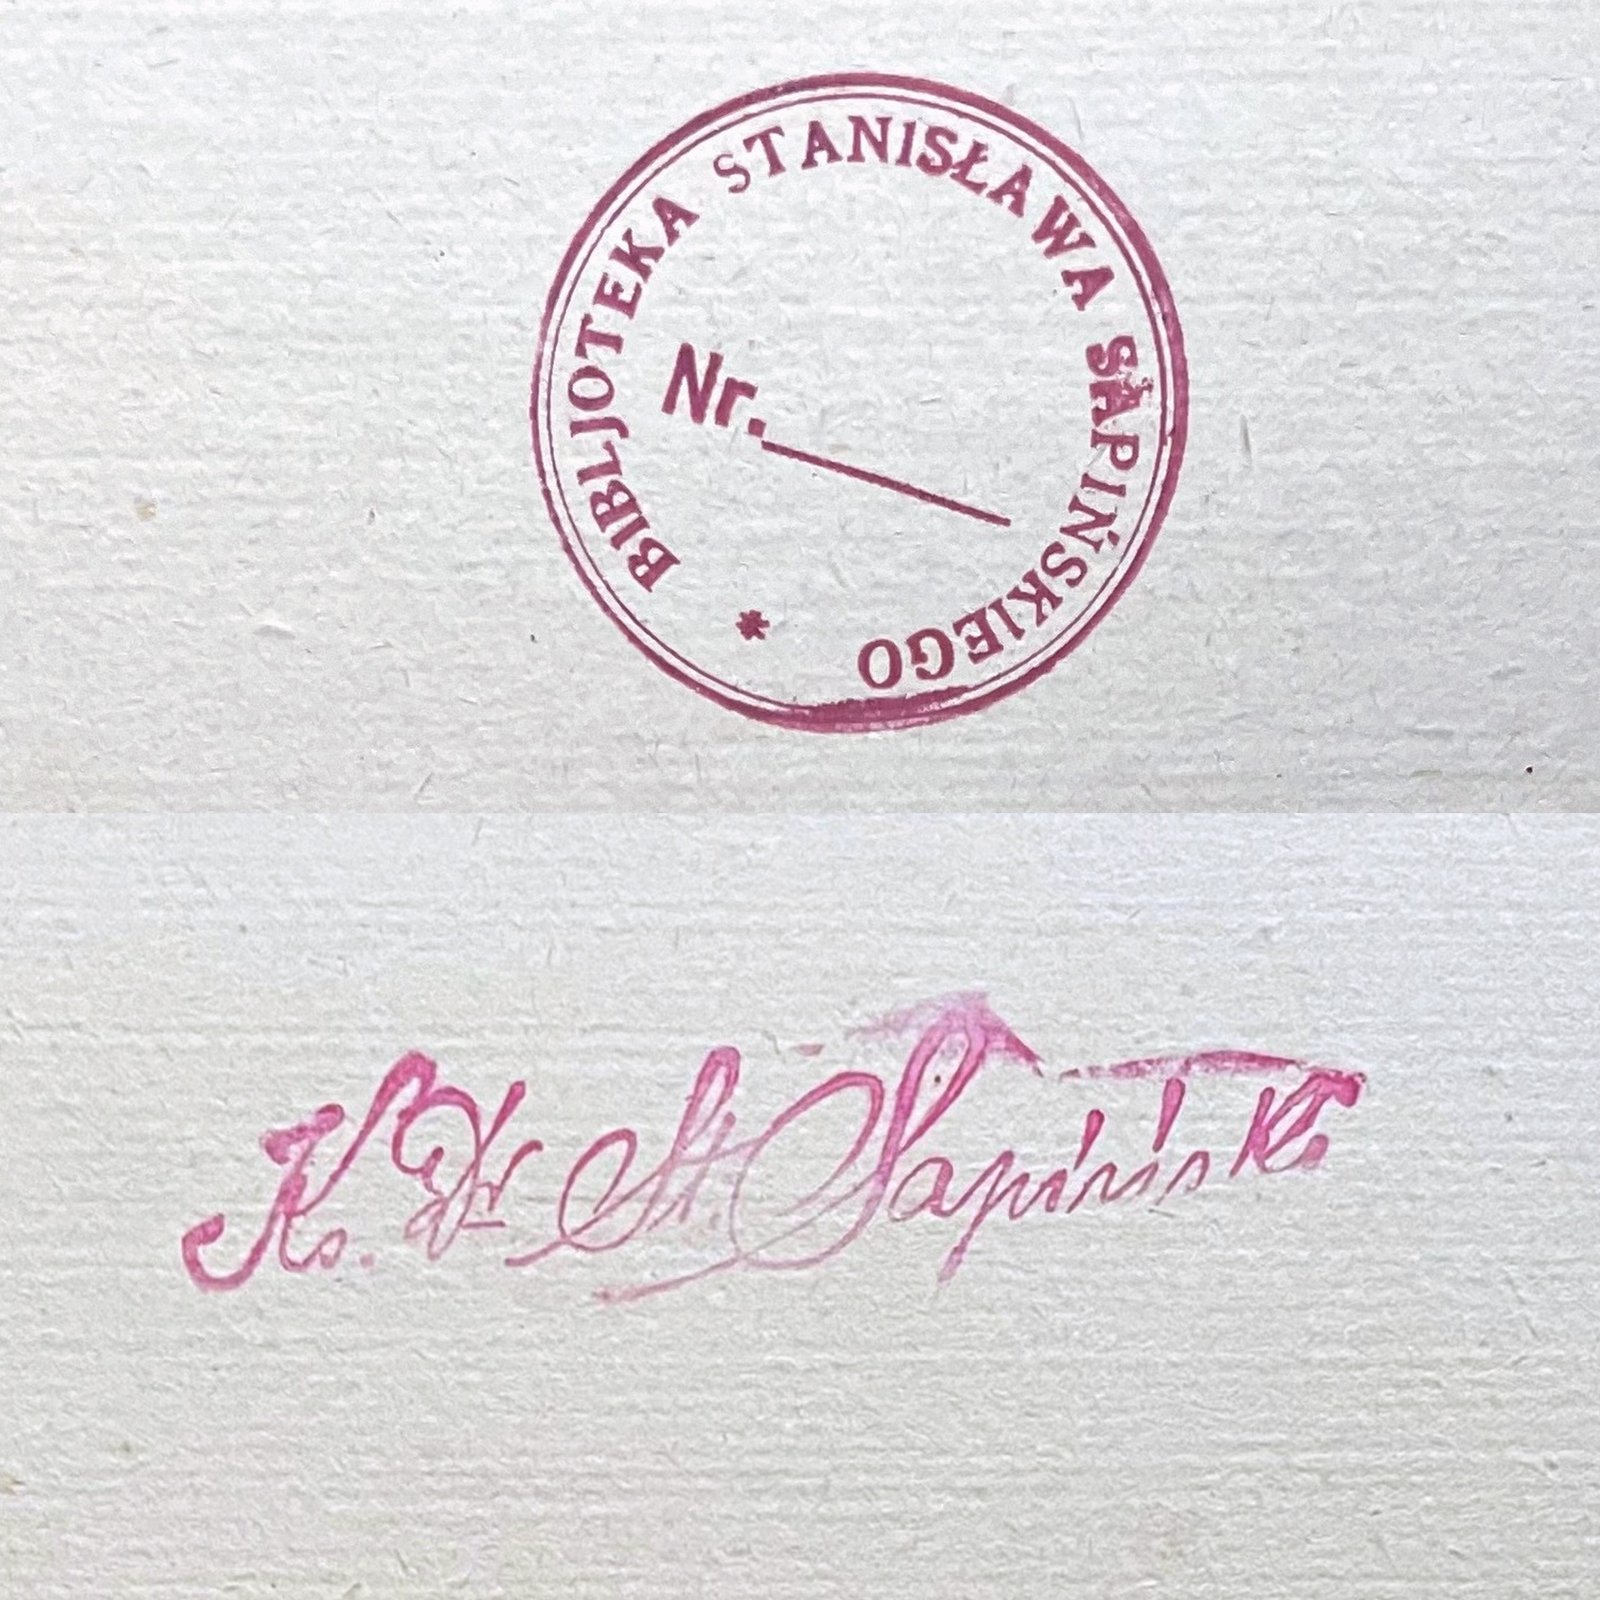 BIBLJOTEKA STANISŁAWA SAPIŃSKIEGO *
Nr.
Ks. Dr St. Sapiński